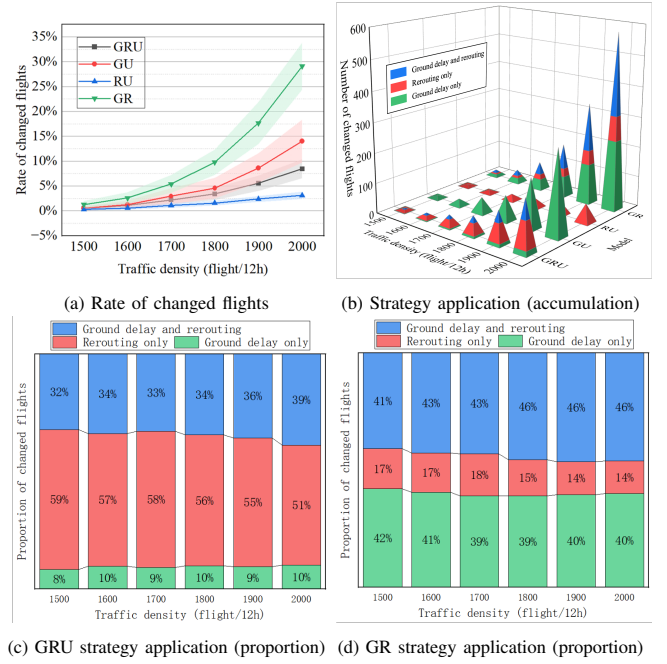 35%
30%
25%
20%
15%
10%
5%
0%
−5%
Rate of changed flights
GRU
GU
RU
GR
1500 1600 1700 1800 1900 2000
Traffic density (flight/12h)
(a) Rate of changed flights
600
500
400
300
200
100
0
Number of changed
flights
Ground delay and rerouting
Rerouting only
Ground delay only
1500
1600
1700
1800
1900
2000
Traffic density (flight/12h)
GRU
GU
RU
GR
Model
(b) Strategy application (accumulation)
Ground delay and rerouting
Rerouting only Ground delay only
Proportion of changed flights
32% 34% 33% 34% 36% 39%
59% 57% 58% 56% 55% 51%
8% 10% 9% 10% 9% 10%
1500 1600 1700 1800 1900 2000
Traffic density (flight/12h)
(c) GRU strategy application (proportion)
Ground delay and rerouting
Rerouting only Ground delay only
Proportion of changed flights
41% 43% 43% 46% 46% 46%
17% 17% 18% 15% 14% 14%
42% 41% 39% 39% 40% 40%
1500 1600 1700 1800 1900 2000
Traffic density (flight/12h)
(d) GR strategy application (proportion)